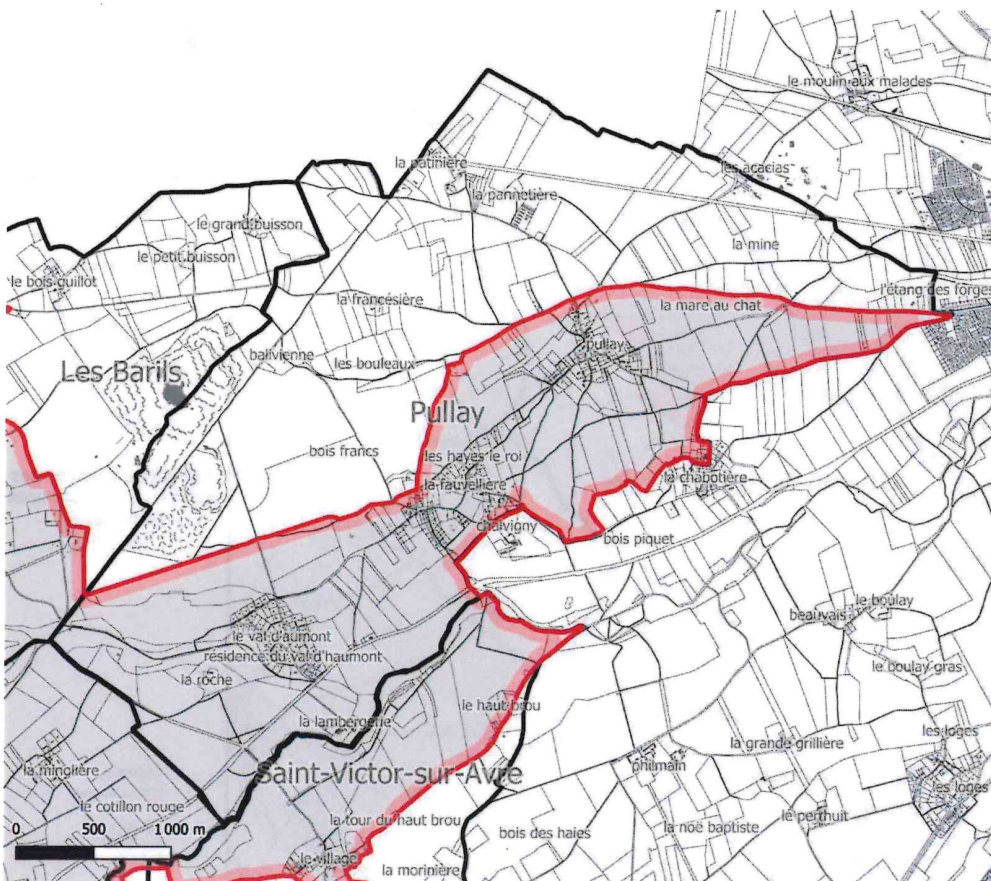 le moulin aux malades
la patinière
les acacias
la pannetière
le grand buisson
la mine
le petit buisson
le bois guillot
l'étang des forges
la francésière
la mare au chat
pullay
ballvienne
les bouleaux
Les Barils
Pullay
bois francs
les hayes le roi
la fauvellière
la chabotière
chaivigny
bois piquet
le boulay
beauvais
le val d'aumont
résidence du val d'haumont
la roche
le boulay gras
le haut brou
la lambergerie
les loges
la grande grillière
philmain
la minglière
Saint-Victor-sur-Avre
les loges
le cotillon rouge
la tour du haut brou
le perthuit
la noë baptiste
bois des haies
0 500 1 000 m
le village
la morinière